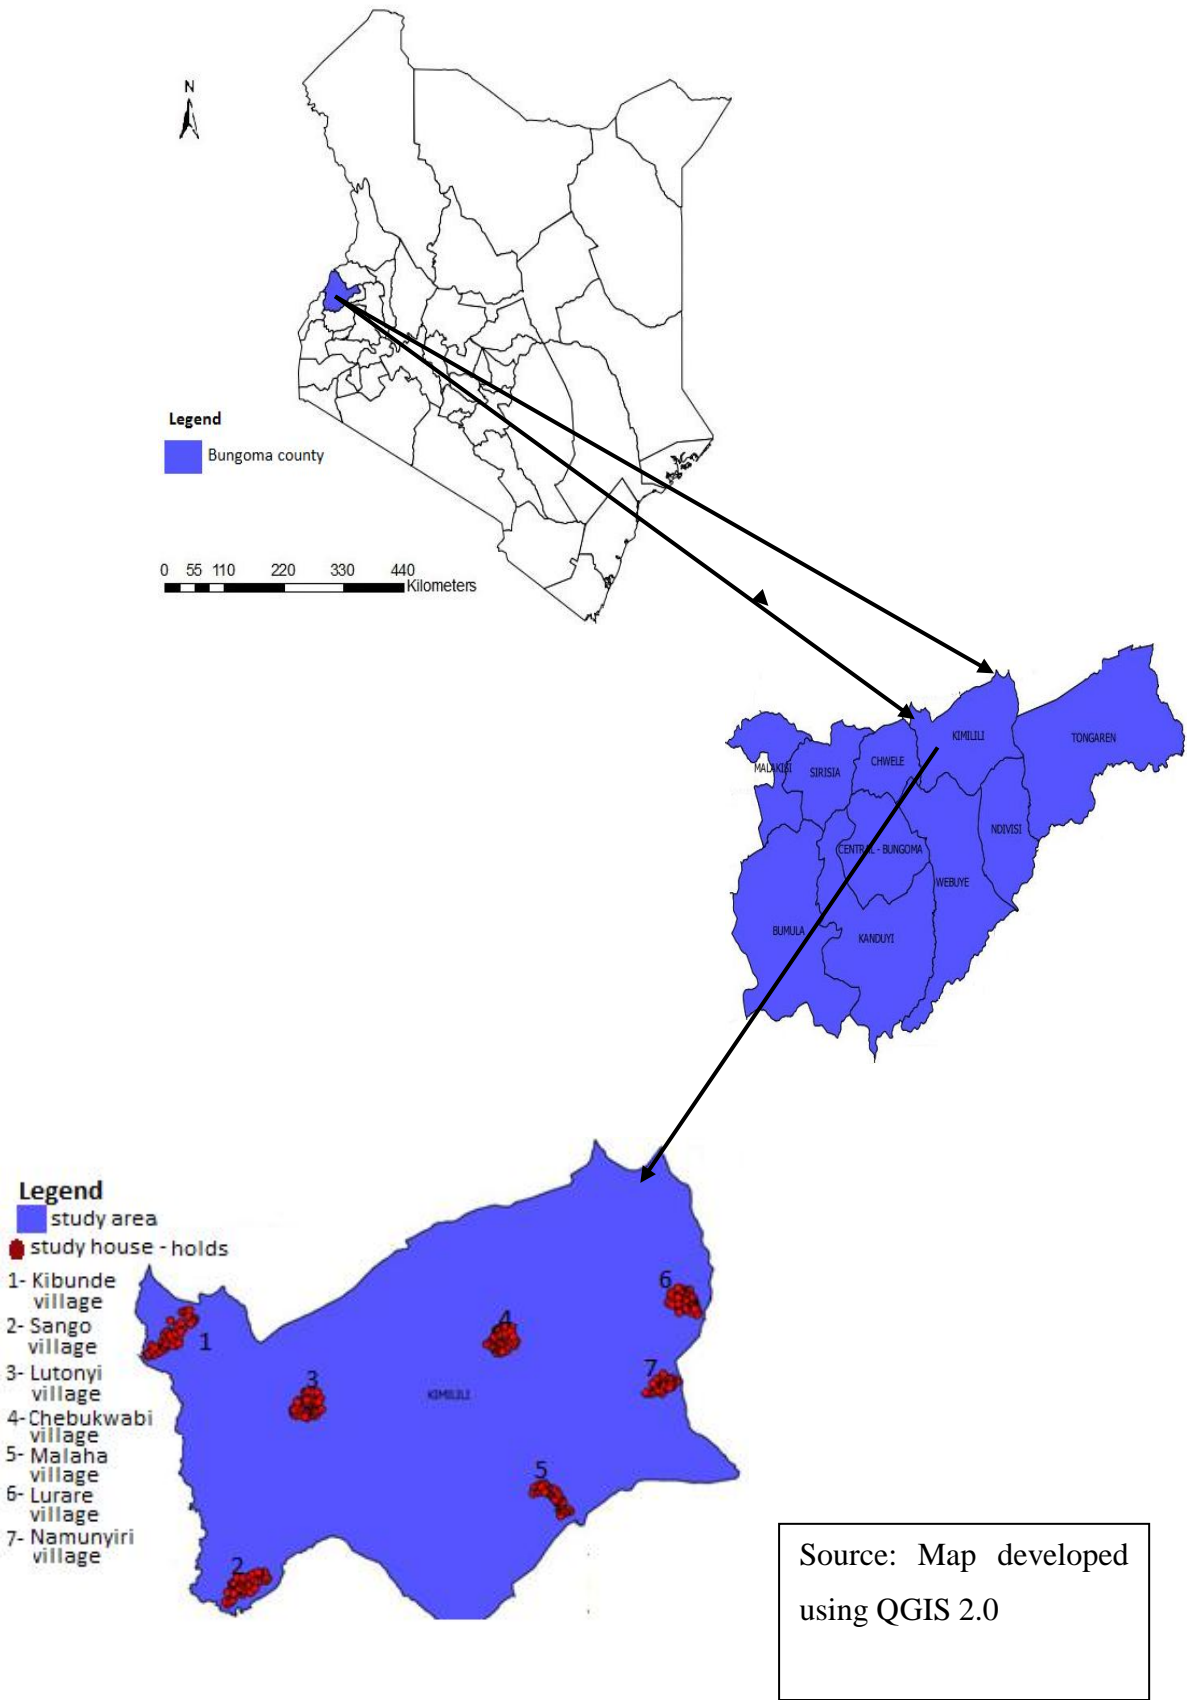 N
Legend
Bungoma county
0 55 110 220 330 440
Kilometers
KIMILILI
TONGAREN
MALAKISI
SIRISIA
CHWELE
NDIVISI
CENTRAL - BUNGOMA
WEBUYE
BUMULA
KANDUYI
Legend
study area
study house - holds
1- Kibunde
village
2- Sango
village
3- Lutonyi
village
4- Chebukwabi
village
5- Malaha
village
6- Lurare
village
7- Namunyiri
village
6
4
1
7
3
KIMILILI
5
2
Source: Map developed
using QGIS 2.0